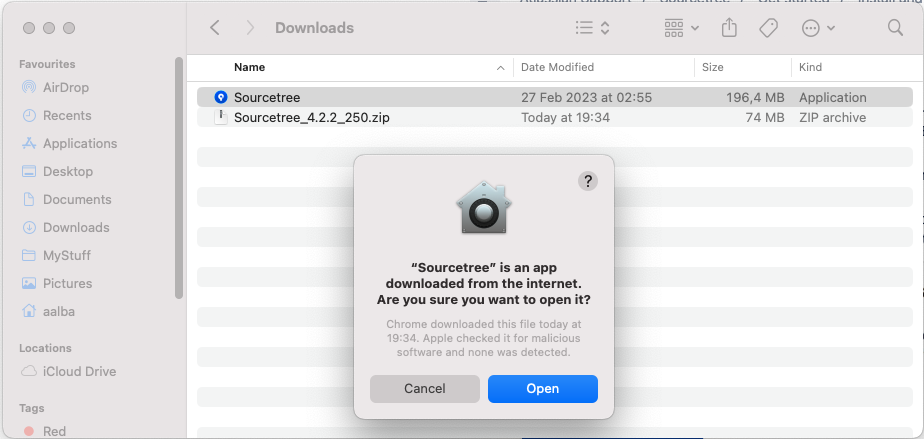 Downloads
Favourites
AirDrop
Recents
Applications
Desktop
Documents
Downloads
MyStuff
Pictures
aalba
Locations
iCloud Drive
Tags
Red
Name
Date Modified
Size
Kind
Sourcetree
27 Feb 2023 at 02:55
196,4 MB
Application
Sourcetree_4.2.2_250.zip
Today at 19:34
74 MB
ZIP archive
?
“Sourcetree” is an app
downloaded from the internet.
Are you sure you want to open it?
Chrome downloaded this file today at
19:34. Apple checked it for malicious
software and none was detected.
Cancel
Open